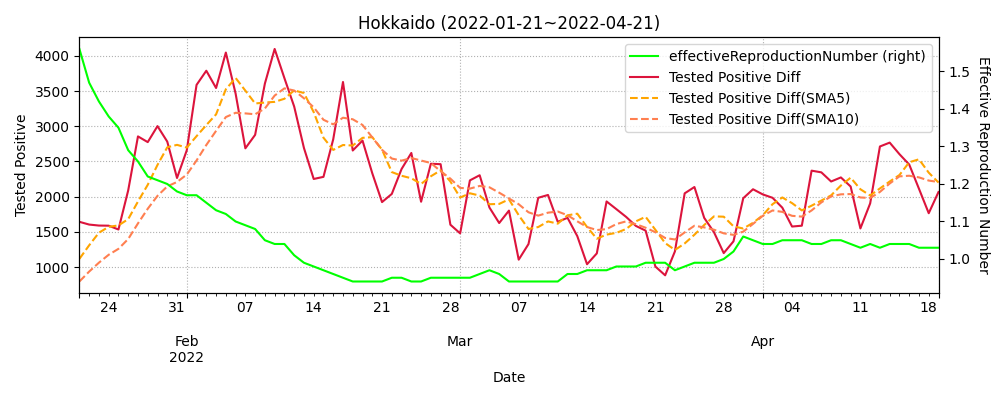 Hokkaido (2022-01-21~2022-04-21)
effectiveReproductionNumber (right)
Tested Positive Diff
Tested Positive Diff(SMA5)
Tested Positive Diff(SMA10)
Tested Positive
4000
3500
3000
2500
2000
1500
1000
1.5
1.4
1.3
1.2
1.1
1.0
Effective Reproduction Number
24 31 07 14 21 28 07 14 21 28 04 11 18
Feb Mar Apr
2022
Date